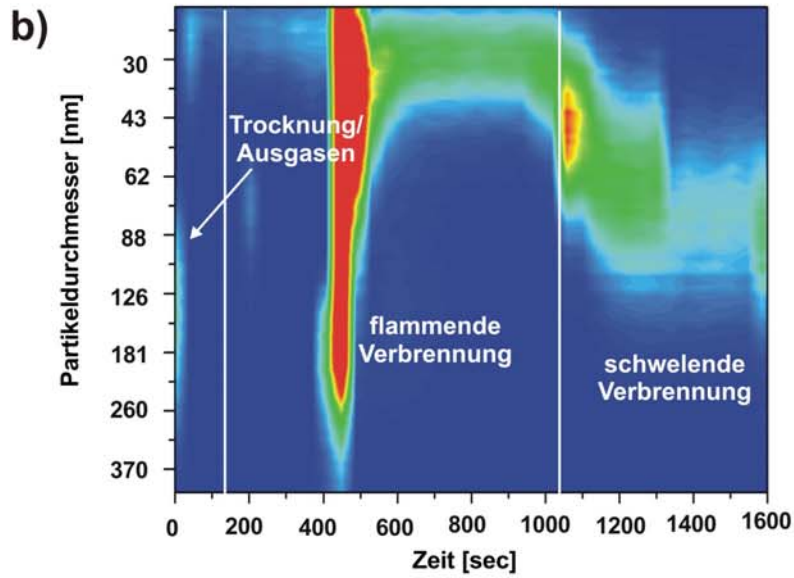 b)
Partikeldurchmesser [nm]
30
43
62
88
126
181
260
370
Trocknung/
Ausgasen
flammende
Verbrennung
schwelende
Verbrennung
0 200 400 600 800 1000 1200 1400 1600
Zeit [sec]